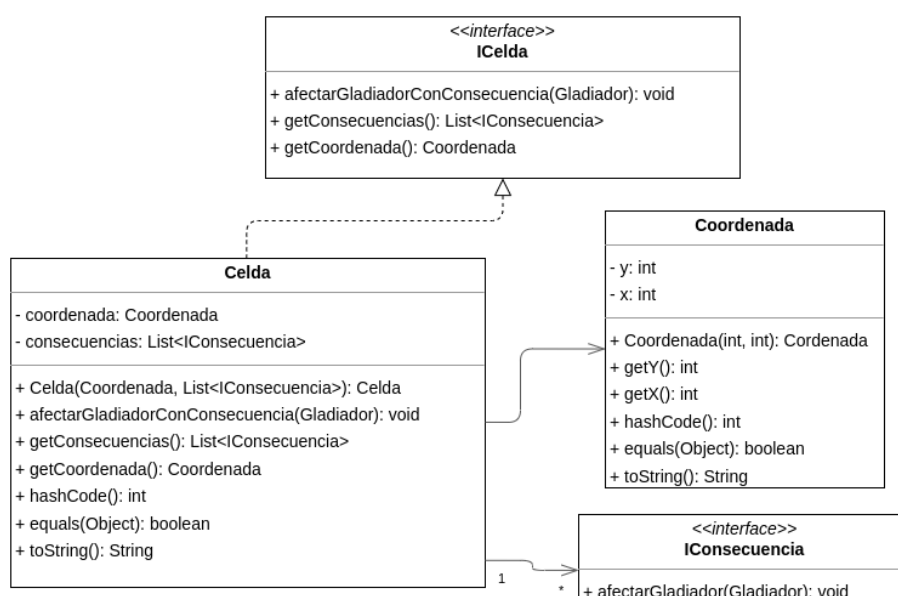 <<interface>>
ICelda
+ afectarGladiadorConConsecuencia(Gladiador): void
+ getConsecuencias(): List<IConsecuencia>
+ getCoordenada(): Coordenada
Coordenada
- y: int
- x: int
+ Coordenada(int, int): Cordenada
+ getY(): int
+ getX(): int
+ hashCode(): int
+ equals(Object): boolean
+ toString(): String
Celda
- coordenada: Coordenada
- consecuencias: List<IConsecuencia>
+ Celda(Coordenada, List<IConsecuencia>): Celda
+ afectarGladiadorConConsecuencia(Gladiador): void
+ getConsecuencias(): List<IConsecuencia>
+ getCoordenada(): Coordenada
+ hashCode(): int
+ equals(Object): boolean
+ toString(): String
1
*
<<interface>>
IConsecuencia
+ afectarGladiador(Gladiador): void